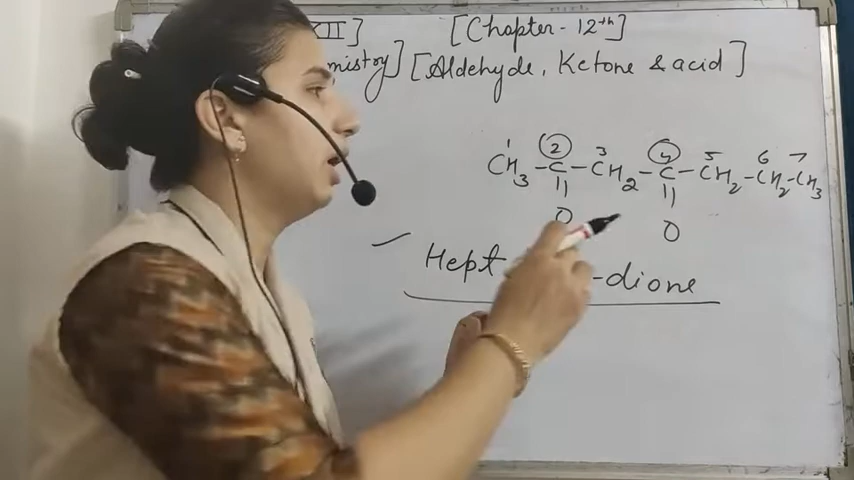 XII] [Chapter-12th]
mistry] [Aldehyde, Ketone & acid]
1 2 3 4 5 6 7
CH3-C-CH2-C-CH2-CH2-CH3
|| ||
O O
Hept -dione